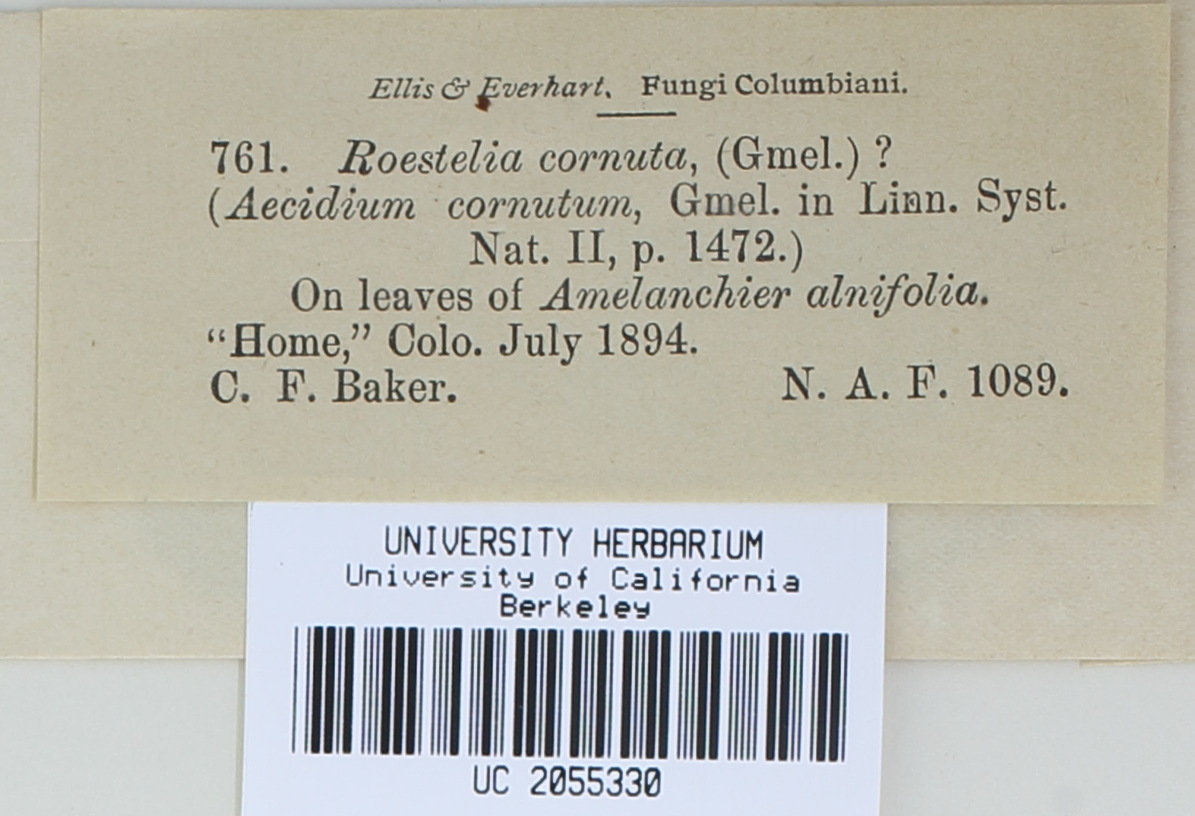 Ellis & Everhart. Fungi Columbiani.
761. Roestelia cornuta, (Gmel.) ?
(Aecidium cornutum, Gmel. in Linn. Syst.
Nat. II, p. 1472.)
On leaves of Amelanchier alnifolia.
"Home," Colo. July 1894.
C. F. Baker. N. A. F. 1089.
UNIVERSITY HERBARIUM
University of California
Berkeley
UC 2055330